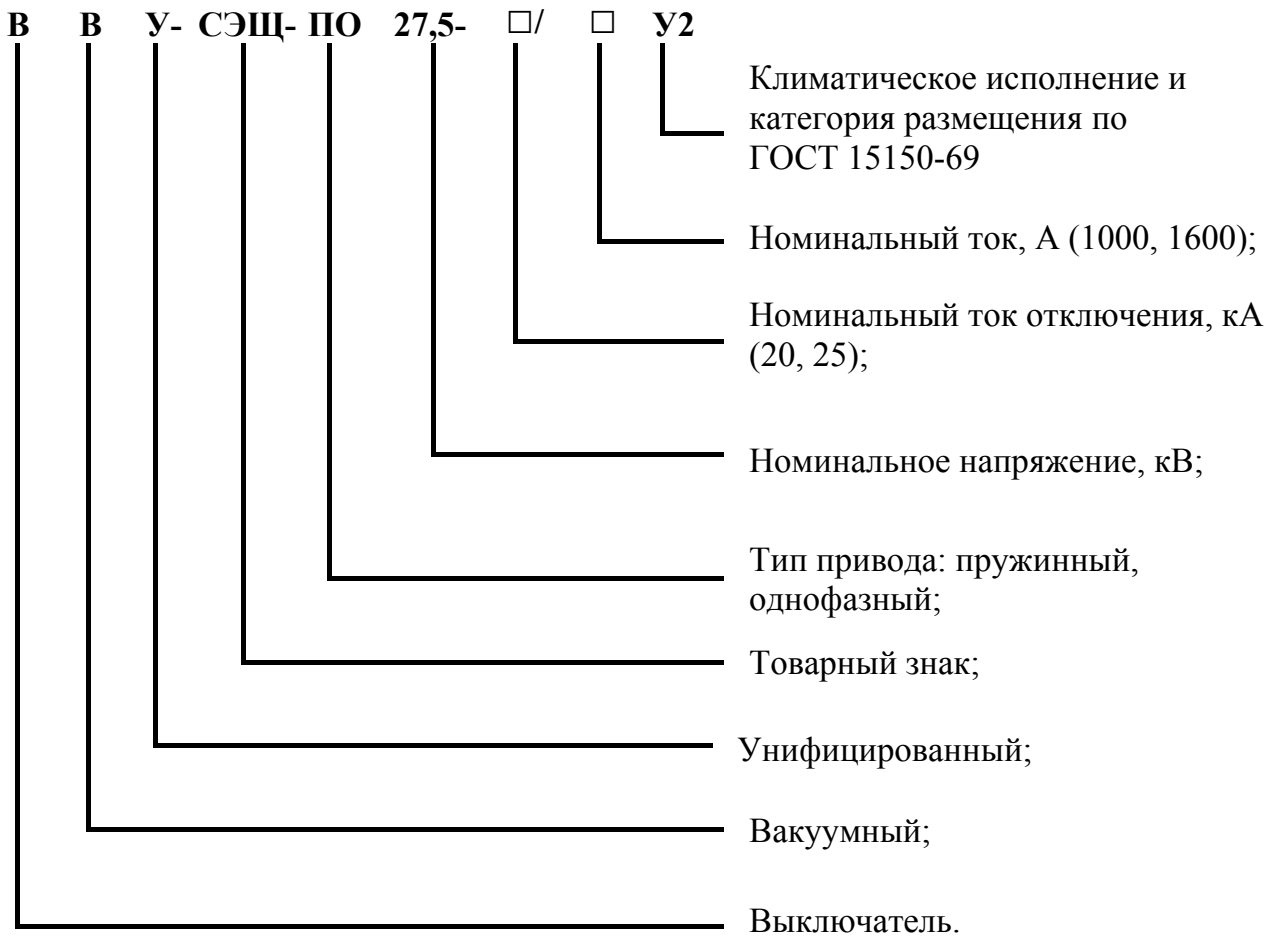 В В У- СЭЩ- ПО 27,5- □/ □ У2
Климатическое исполнение и
категория размещения по
ГОСТ 15150-69
Номинальный ток, А (1000, 1600);
Номинальный ток отключения, кА
(20, 25);
Номинальное напряжение, кВ;
Тип привода: пружинный,
однофазный;
Товарный знак;
Унифицированный;
Вакуумный;
Выключатель.